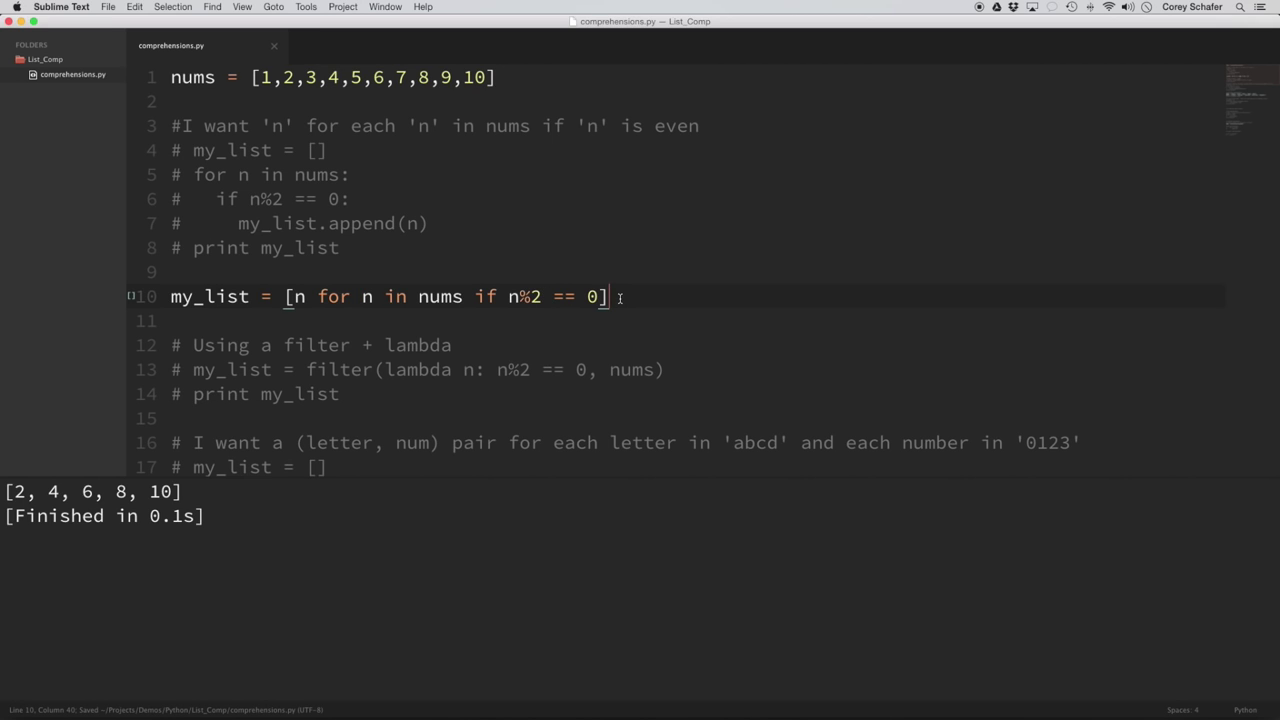 Sublime Text File Edit Selection Find View Goto Tools Project Window Help Corey Schafer
comprehensions.py — List_Comp
FOLDERS
List_Comp
comprehensions.py
comprehensions.py
1 nums = [1,2,3,4,5,6,7,8,9,10]
2
3 #I want 'n' for each 'n' in nums if 'n' is even
4 # my_list = []
5 # for n in nums:
6 #   if n%2 == 0:
7 #     my_list.append(n)
8 # print my_list
9
10 my_list = [n for n in nums if n%2 == 0]
11
12 # Using a filter + lambda
13 # my_list = filter(lambda n: n%2 == 0, nums)
14 # print my_list
15
16 # I want a (letter, num) pair for each letter in 'abcd' and each number in '0123'
17 # my_list = []
[2, 4, 6, 8, 10]
[Finished in 0.1s]
Line 10, Column 40; Saved ~/Projects/Demos/Python/List_Comp/comprehensions.py (UTF-8) Spaces: 4 Python